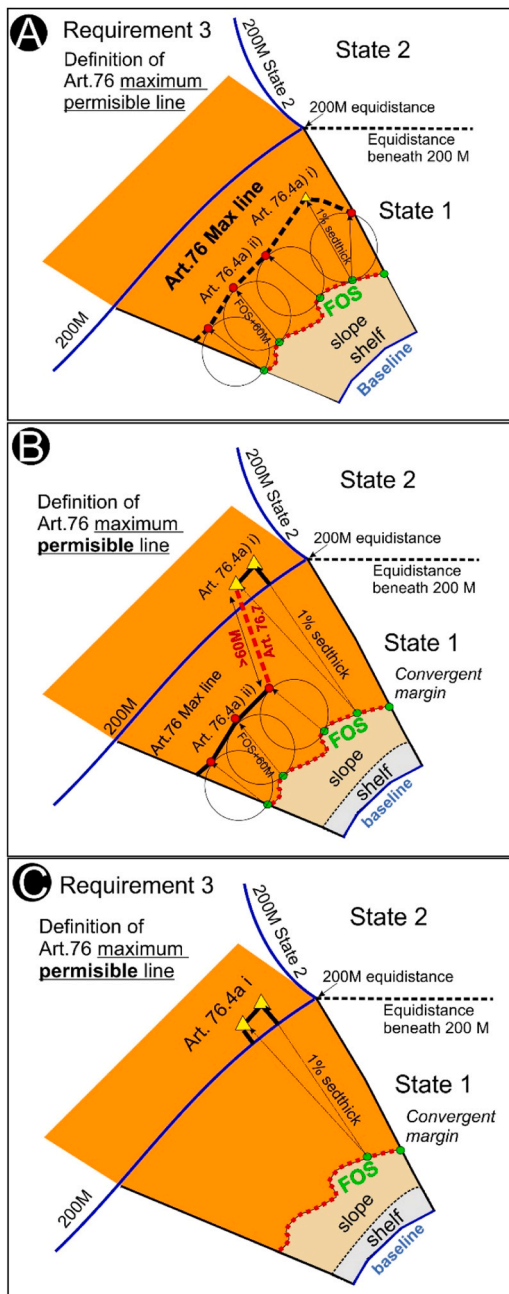 A
Requirement 3
Definition of
Art.76 maximum
permisible line
200M State 2
State 2
200M equidistance
Equidistance
beneath 200 M
State 1
Art. 76.4a) i)
1% sedthick
Art.76 Max line
Art. 76.4a) ii)
FOS+60M
FOS
200M
slope
shelf
Baseline
B
Definition of
Art.76 maximum
permisible line
200M State 2
State 2
200M equidistance
Equidistance
beneath 200 M
State 1
Convergent
margin
Art. 76.4a) i)
1% sedthick
Art. 76.7
>60M
Art.76 Max line
Art. 76.4a) ii)
FOS+60M
FOS
200M
slope
shelf
baseline
C
Requirement 3
Definition of
Art.76 maximum
permisible line
200M State 2
State 2
200M equidistance
Equidistance
beneath 200 M
State 1
Convergent
margin
Art. 76.4a i
1% sedthick
FOS
200M
slope
shelf
baseline